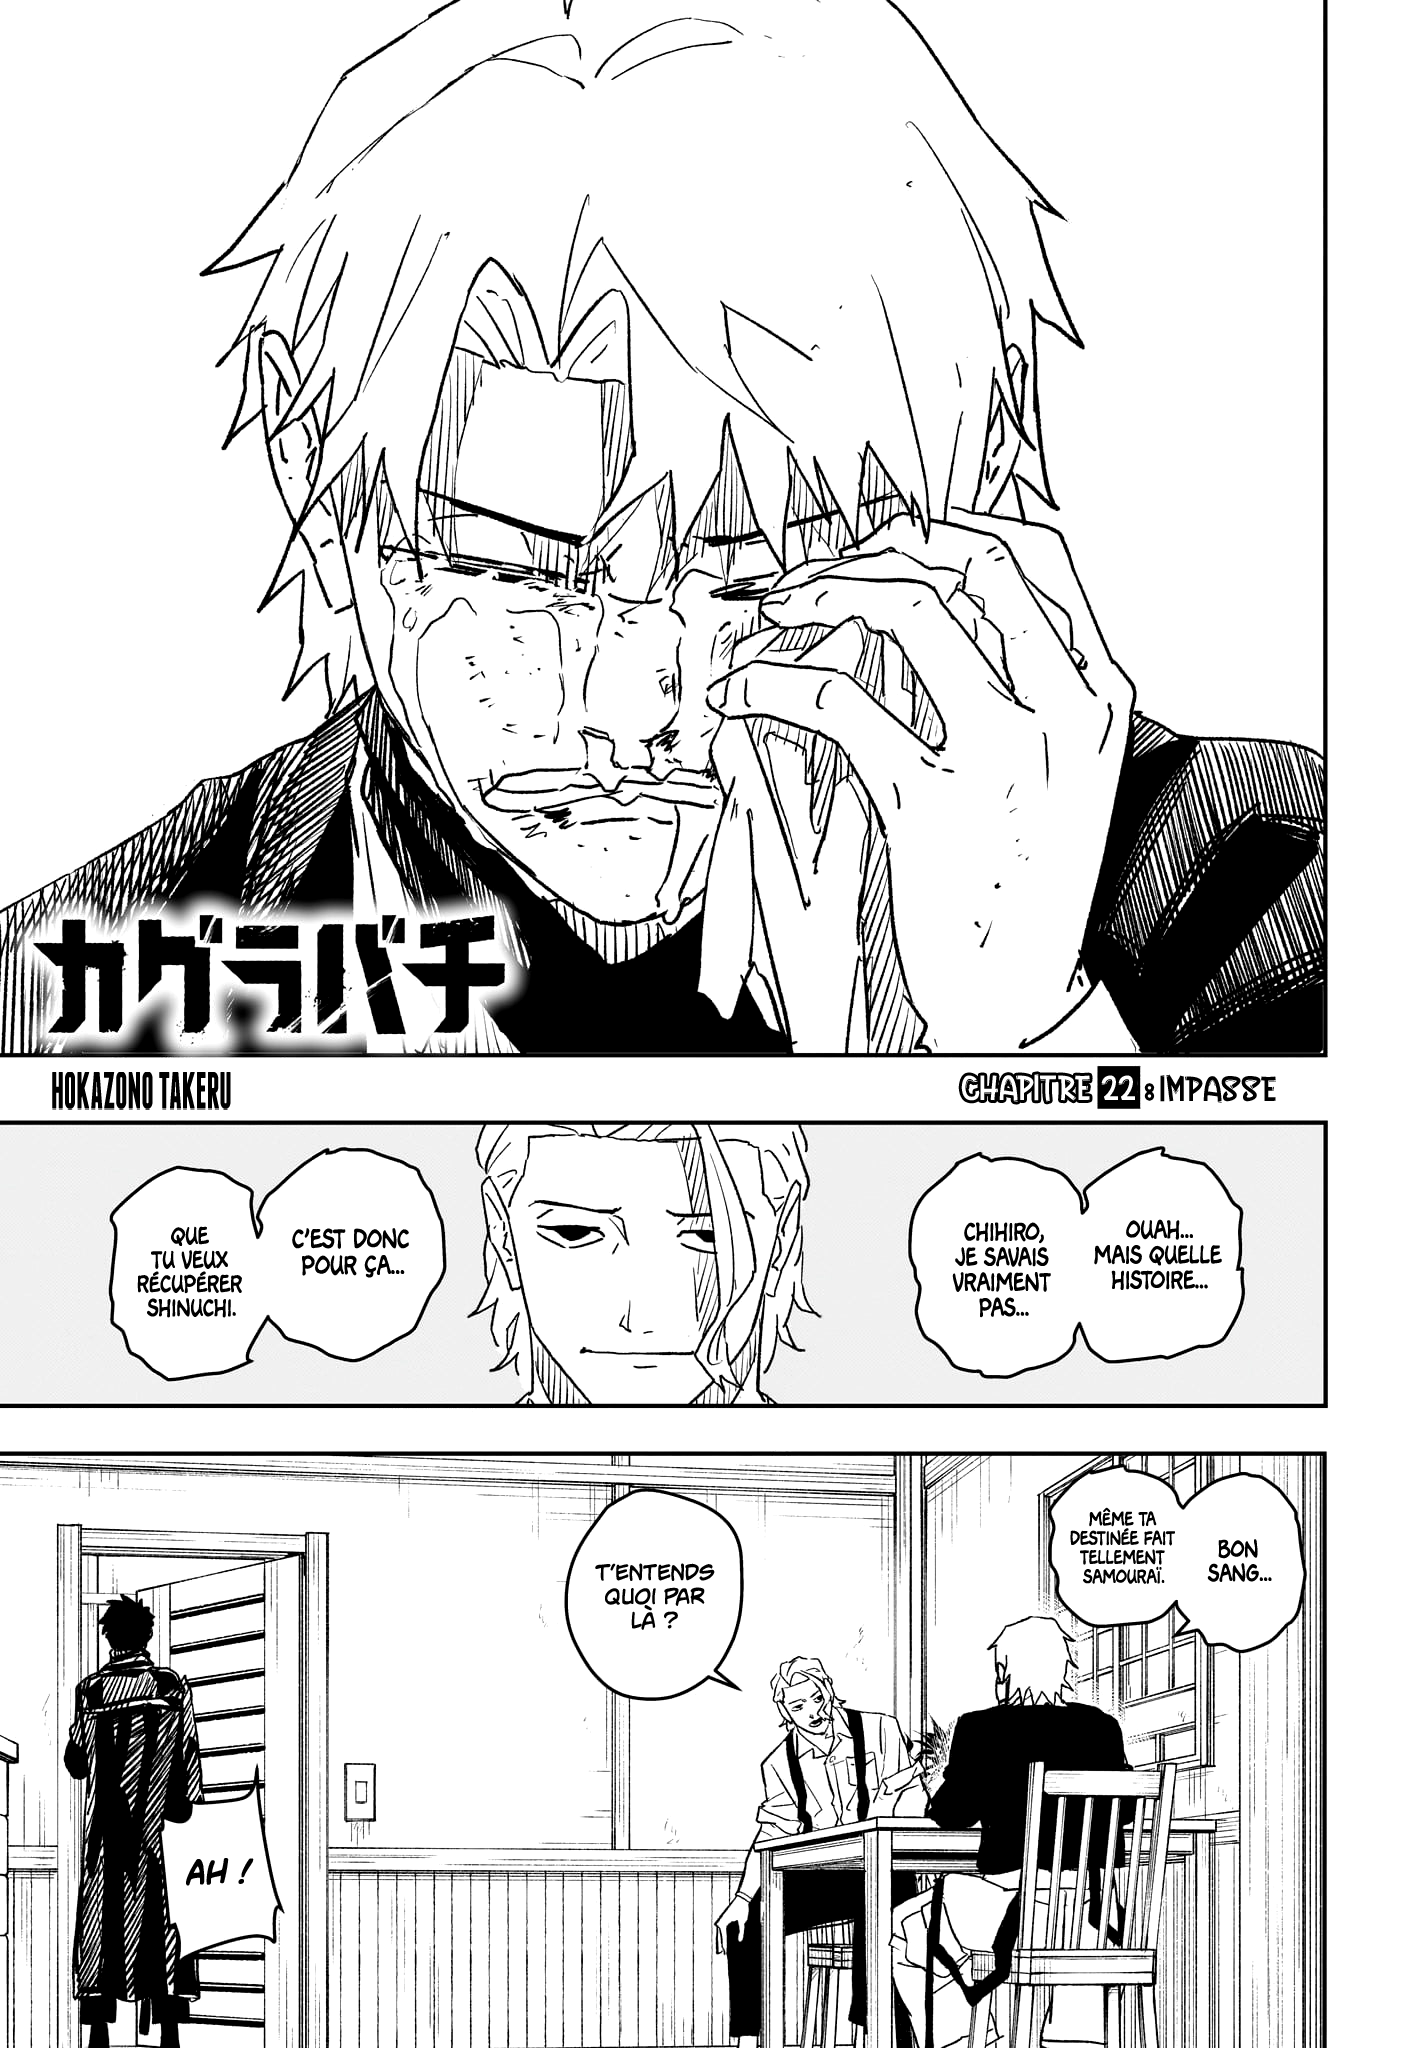 カグラバチ
HOKAZONO TAKERU
CHAPITRE 22 : IMPASSE
OUAH...
MAIS QUELLE
HISTOIRE...
CHIHIRO,
JE SAVAIS
VRAIMENT
PAS...
C'EST DONC
POUR ÇA...
QUE
TU VEUX
RÉCUPÉRER
SHINUCHI.
BON
SANG...
MÊME TA
DESTINÉE FAIT
TELLEMENT
SAMOURAÏ.
T'ENTENDS
QUOI PAR
LÀ ?
AH !